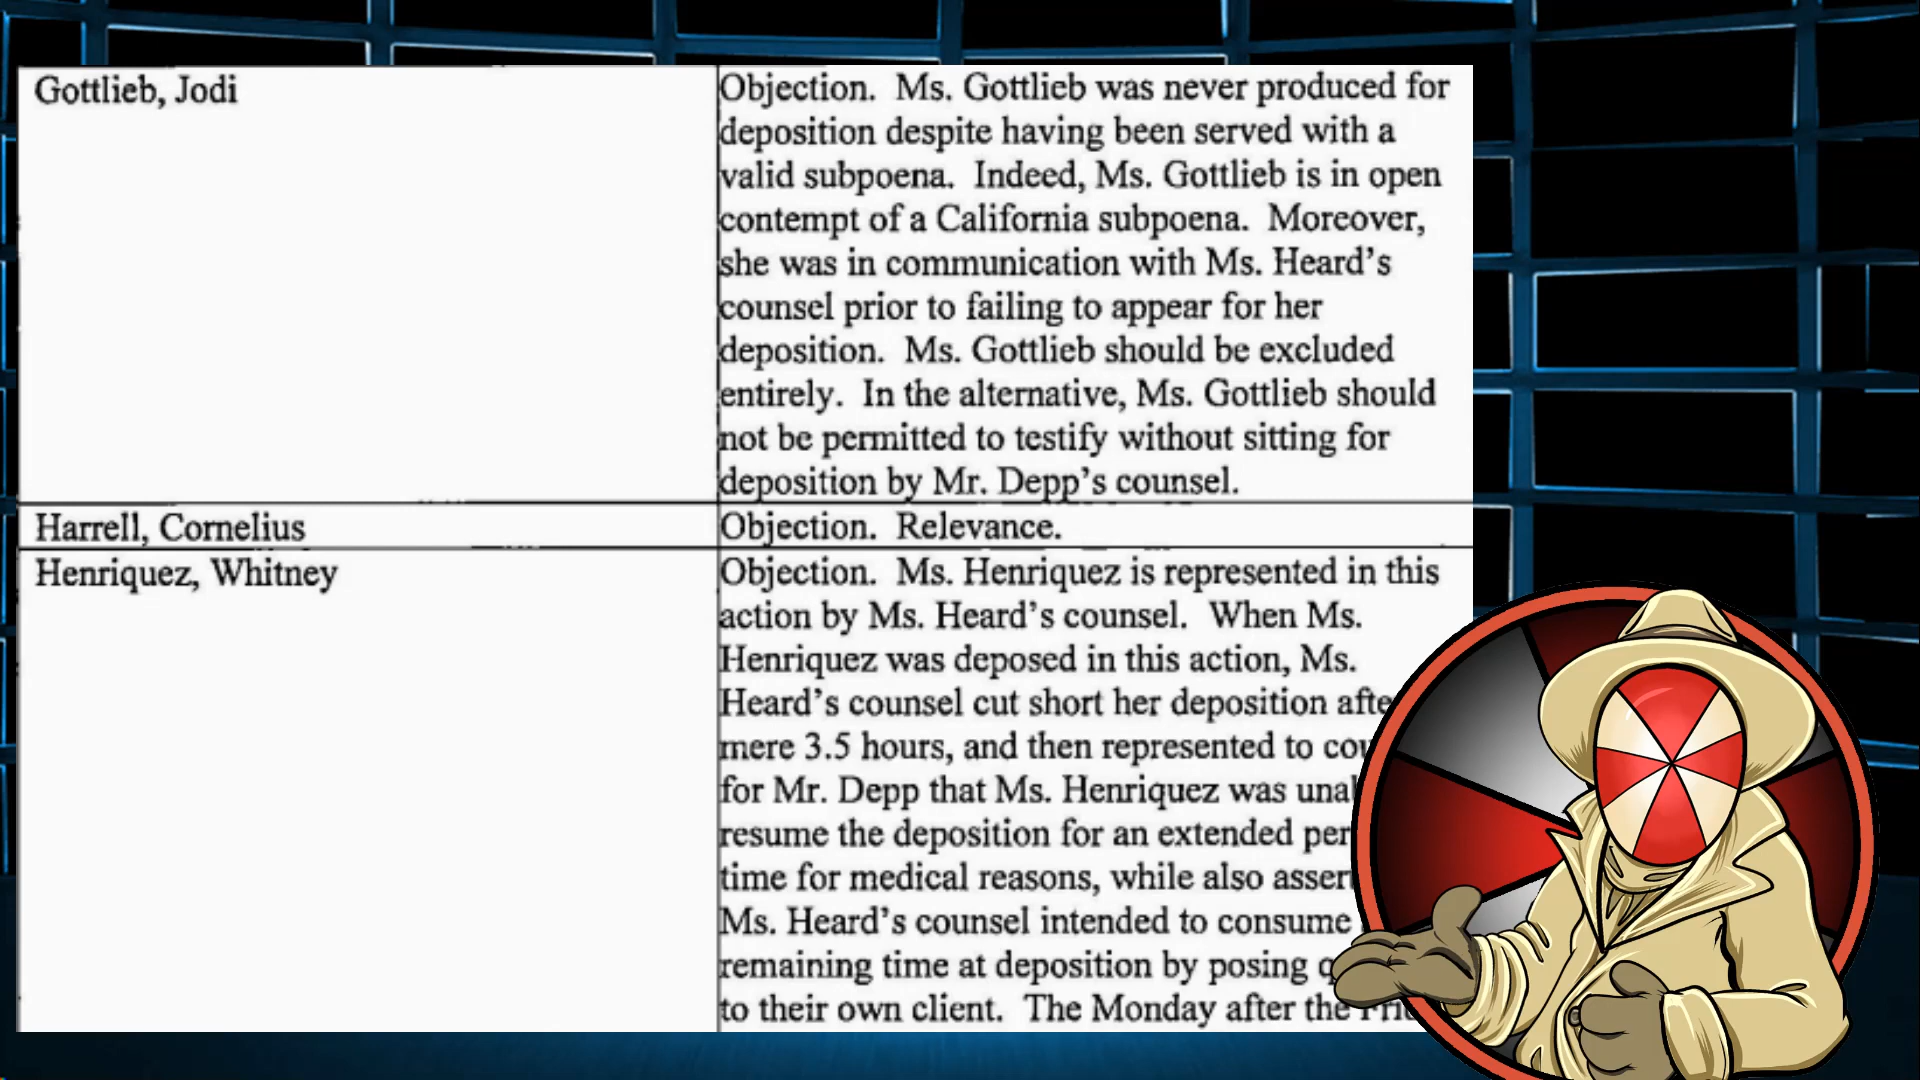 Gottlieb, Jodi
Objection. Ms. Gottlieb was never produced for
deposition despite having been served with a
valid subpoena. Indeed, Ms. Gottlieb is in open
contempt of a California subpoena. Moreover,
she was in communication with Ms. Heard's
counsel prior to failing to appear for her
deposition. Ms. Gottlieb should be excluded
entirely. In the alternative, Ms. Gottlieb should
not be permitted to testify without sitting for
deposition by Mr. Depp's counsel.
Harrell, Cornelius
Objection. Relevance.
Henriquez, Whitney
Objection. Ms. Henriquez is represented in this
action by Ms. Heard's counsel. When Ms.
Henriquez was deposed in this action, Ms.
Heard's counsel cut short her deposition
mere 3.5 hours, and then represented to
for Mr. Depp that Ms. Henriquez was
resume the deposition for an extended
time for medical reasons, while also
Ms. Heard's counsel intended to consume
remaining time at deposition by posing
to their own client. The Monday after the